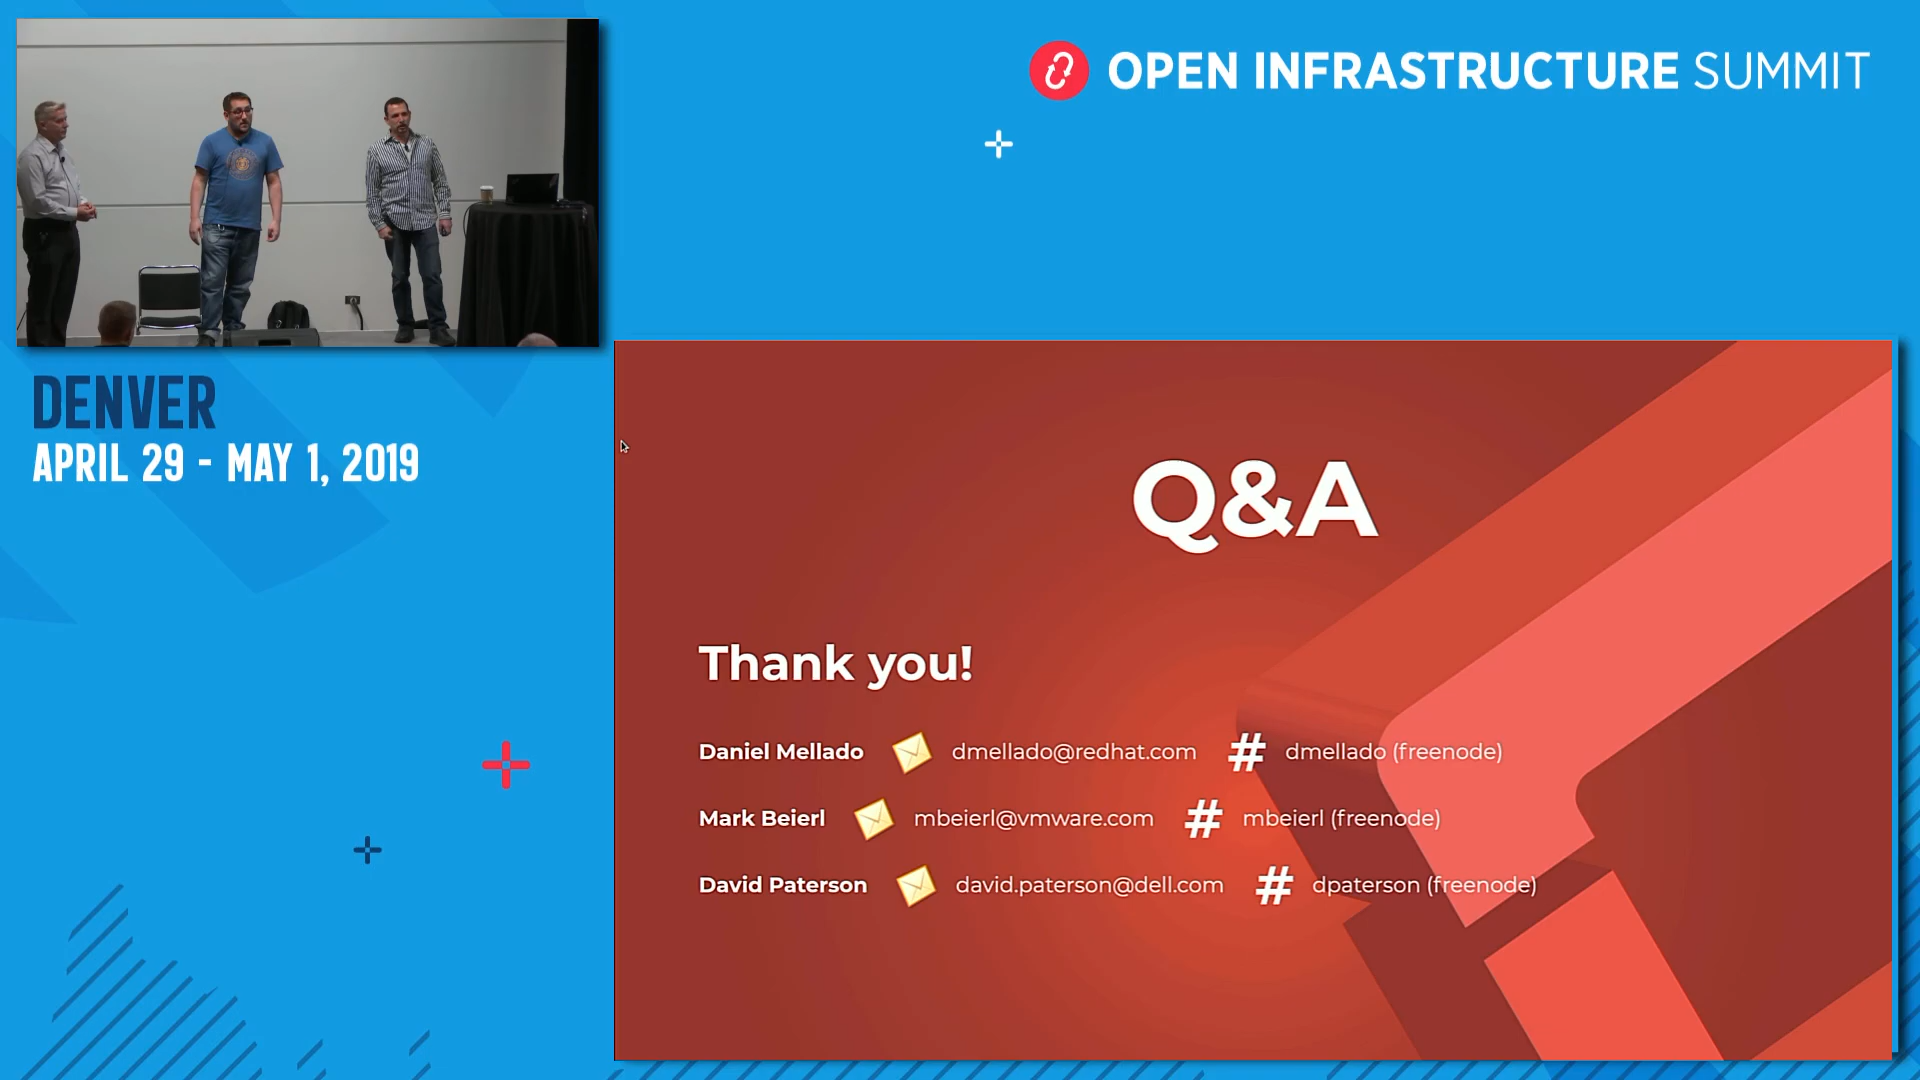 OPEN INFRASTRUCTURE SUMMIT
DENVER
APRIL 29 - MAY 1, 2019
Q&A
Thank you!
Daniel Mellado dmellado@redhat.com # dmellado (freenode)
Mark Beierl mbeierl@vmware.com # mbeierl (freenode)
David Paterson david.paterson@dell.com # dpaterson (freenode)